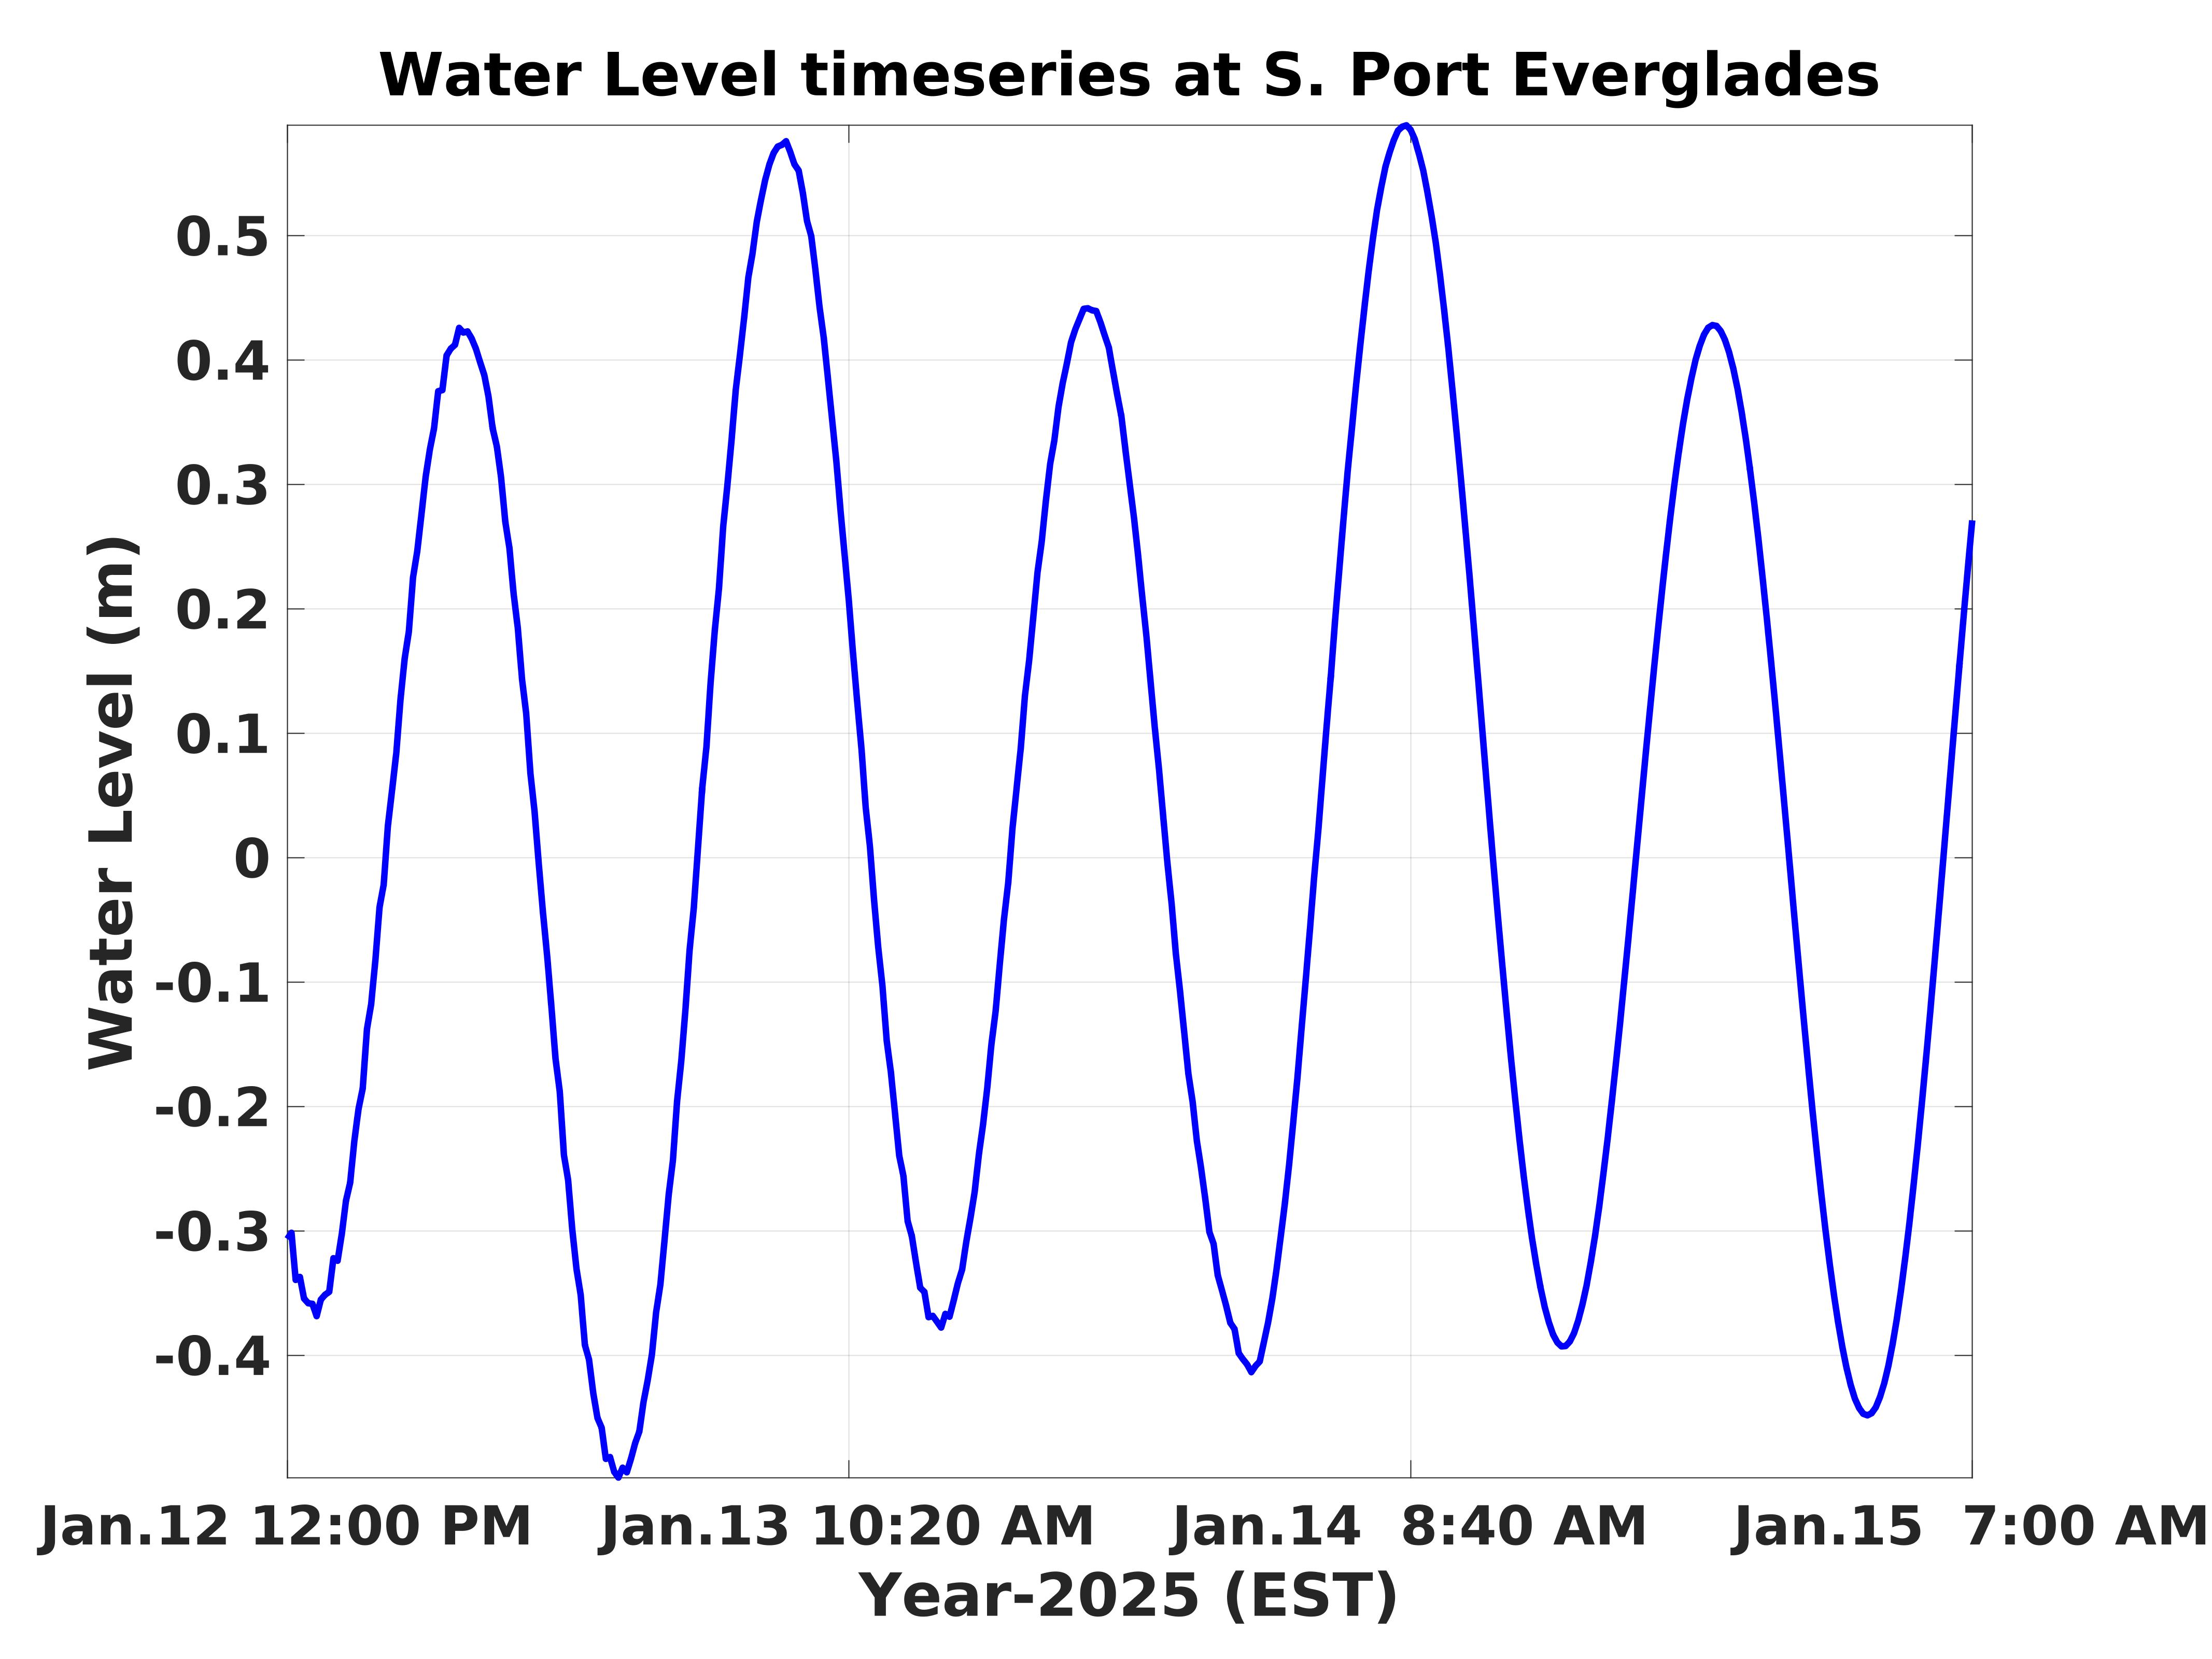 Water Level timeseries at S. Port Everglades
0.5
0.4
0.3
0.2
0.1
0
-0.1
-0.2
-0.3
-0.4
Water Level (m)
Jan.12 12:00 PM Jan.13 10:20 AM Jan.14 8:40 AM Jan.15 7:00 AM
Year-2025 (EST)